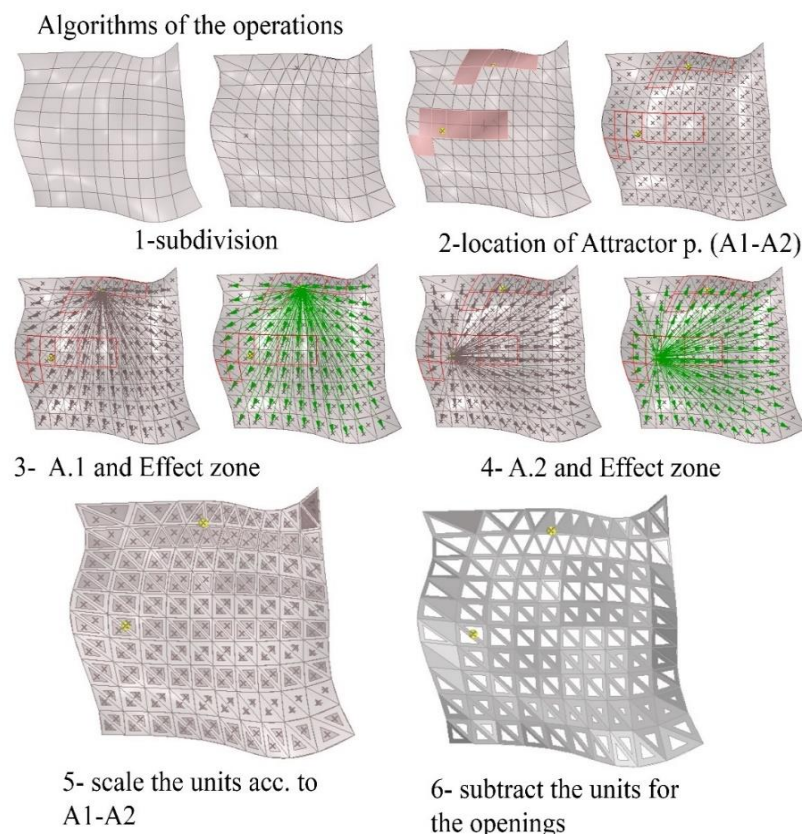 Algorithms of the operations
1-subdivision
2-location of Attractor p. (A1-A2)
3- A.1 and Effect zone
4- A.2 and Effect zone
5- scale the units acc. to
A1-A2
6- subtract the units for
the openings